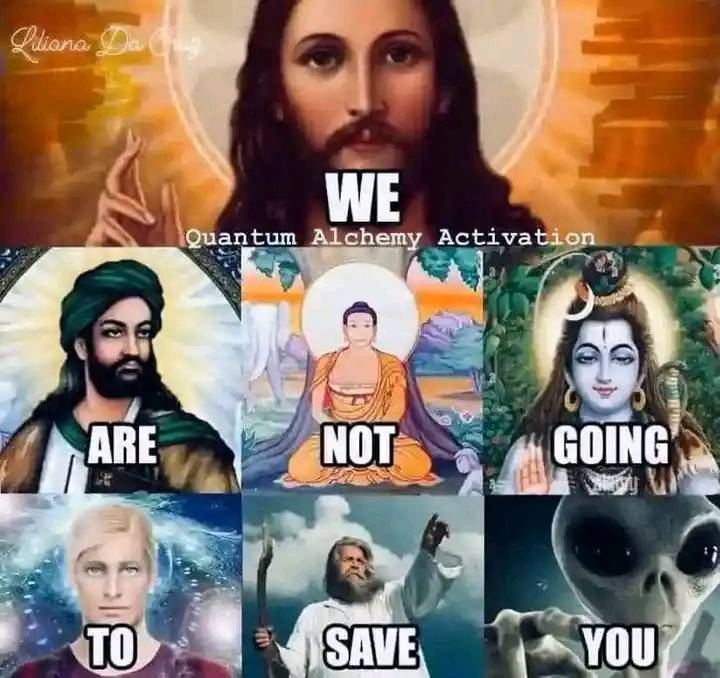 Liliana Da Cruz
WE
Quantum Alchemy Activation
ARE
NOT
GOING
TO
SAVE
YOU